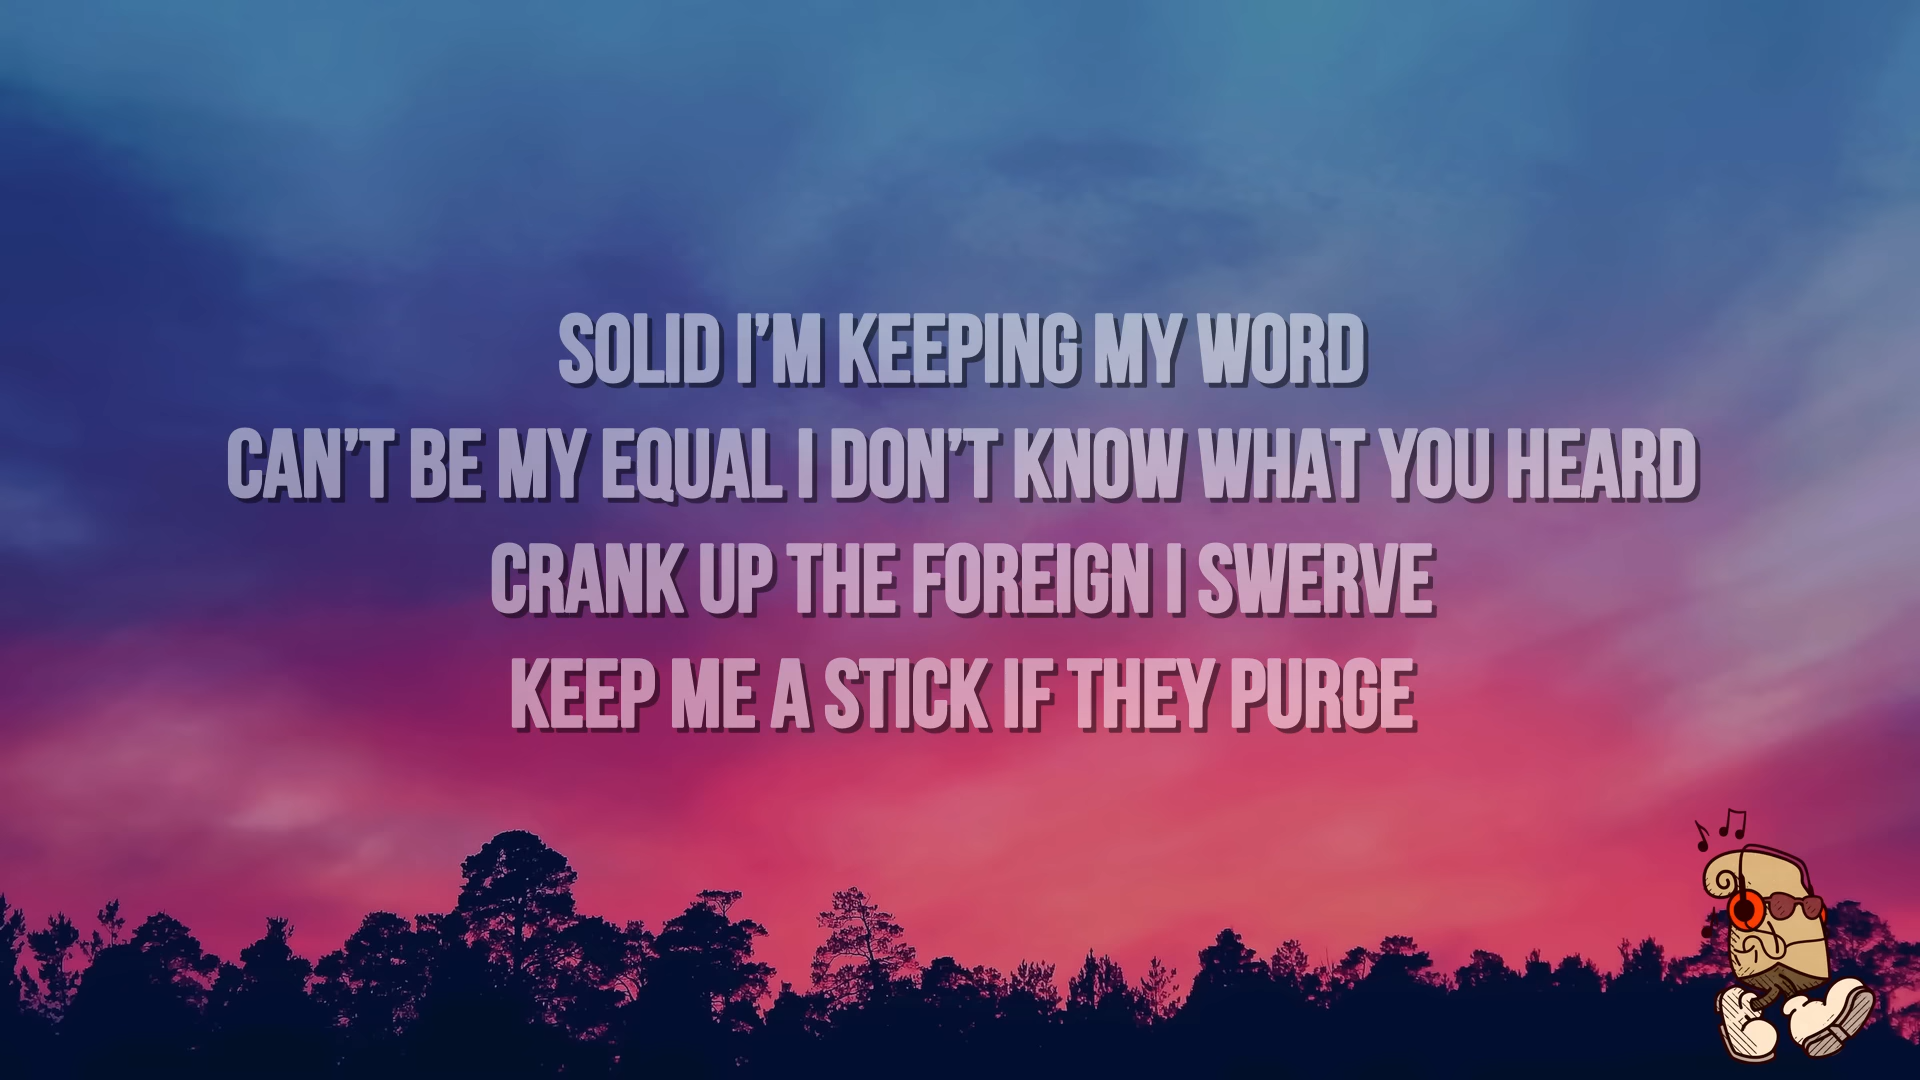 SOLID I'M KEEPING MY WORD
CAN'T BE MY EQUAL I DON'T KNOW WHAT YOU HEARD
CRANK UP THE FOREIGN I SWERVE
KEEP ME A STICK IF THEY PURGE